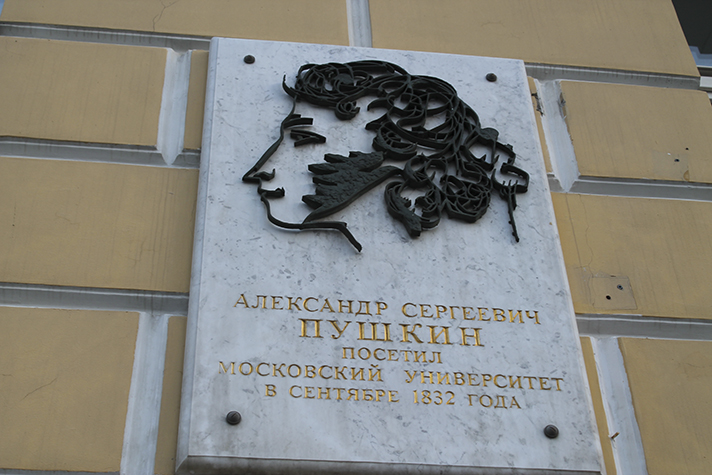 АЛЕКСАНДР СЕРГЕЕВИЧ
ПУШКИН
ПОСЕТИЛ
МОСКОВСКИЙ УНИВЕРСИТЕТ
В СЕНТЯБРЕ 1832 ГОДА